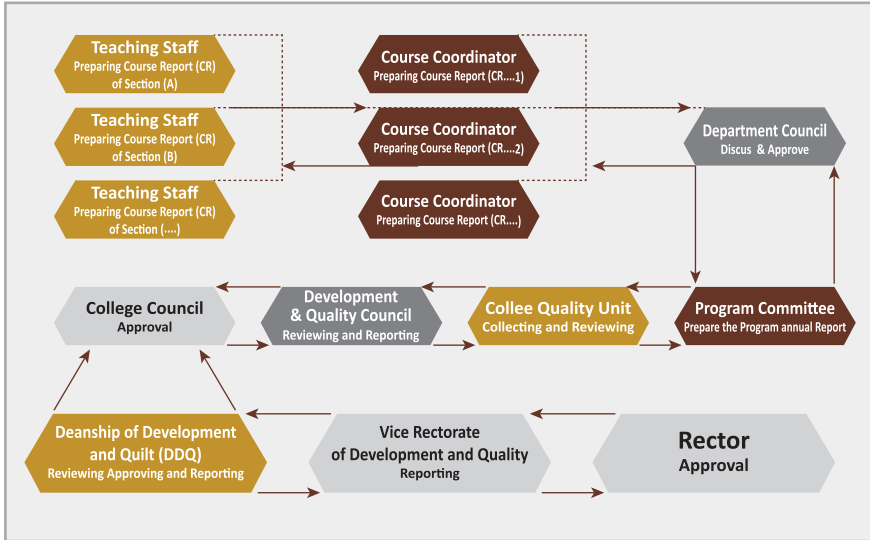 Teaching Staff
Preparing Course Report (CR)
of Section (A)
Course Coordinator
Preparing Course Report (CR....1)
Teaching Staff
Preparing Course Report (CR)
of Section (B)
Course Coordinator
Preparing Course Report (CR....2)
Department Council
Discus & Approve
Teaching Staff
Preparing Course Report (CR)
of Section (....)
Course Coordinator
Preparing Course Report (CR....)
College Council
Approval
Development
& Quality Council
Reviewing and Reporting
Collee Quality Unit
Collecting and Reviewing
Program Committee
Prepare the Program annual Report
Deanship of Development
and Quilt (DDQ)
Reviewing Approving and Reporting
Vice Rectorate
of Development and Quality
Reporting
Rector
Approval